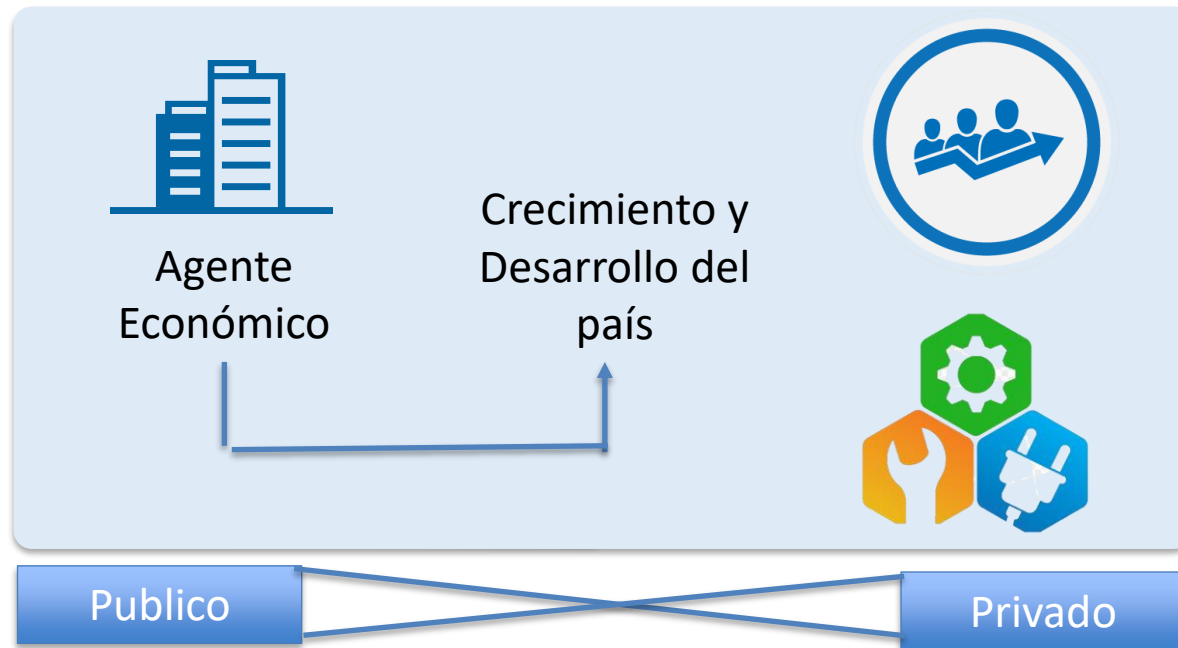 Agente
Económico
Crecimiento y
Desarrollo del
país
Publico
Privado